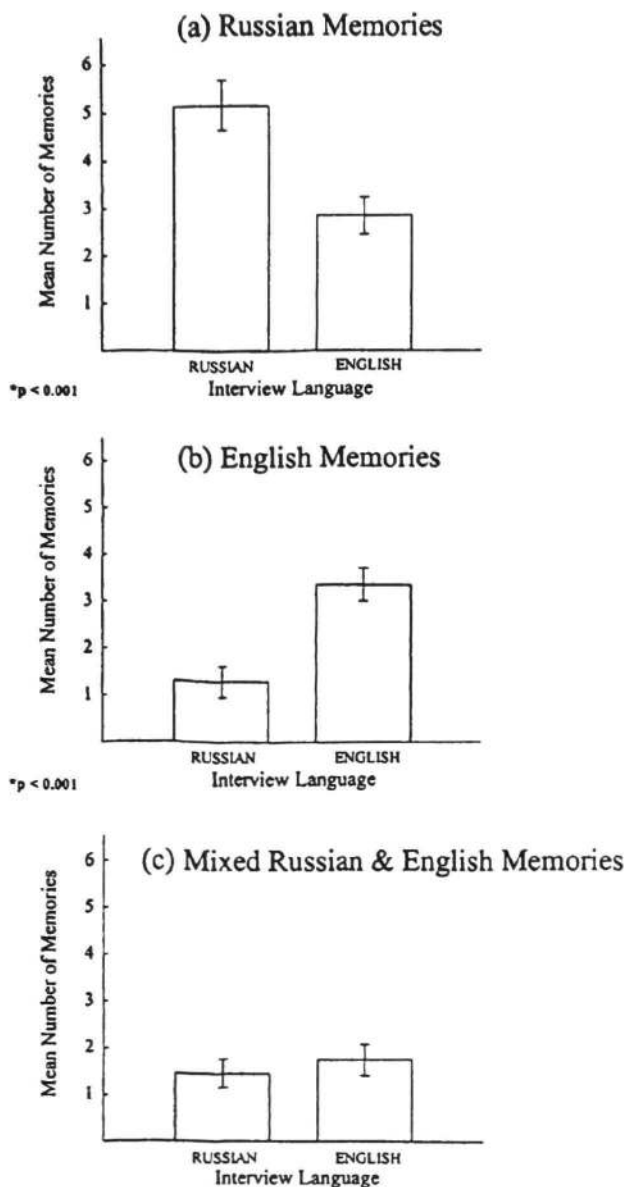 (a) Russian Memories
Mean Number of Memories
6
5
4
3
2
1
RUSSIAN ENGLISH
*p < 0.001 Interview Language
(b) English Memories
Mean Number of Memories
6
5
4
3
2
1
RUSSIAN ENGLISH
*p < 0.001 Interview Language
(c) Mixed Russian & English Memories
Mean Number of Memories
6
5
4
3
2
1
RUSSIAN ENGLISH
Interview Language